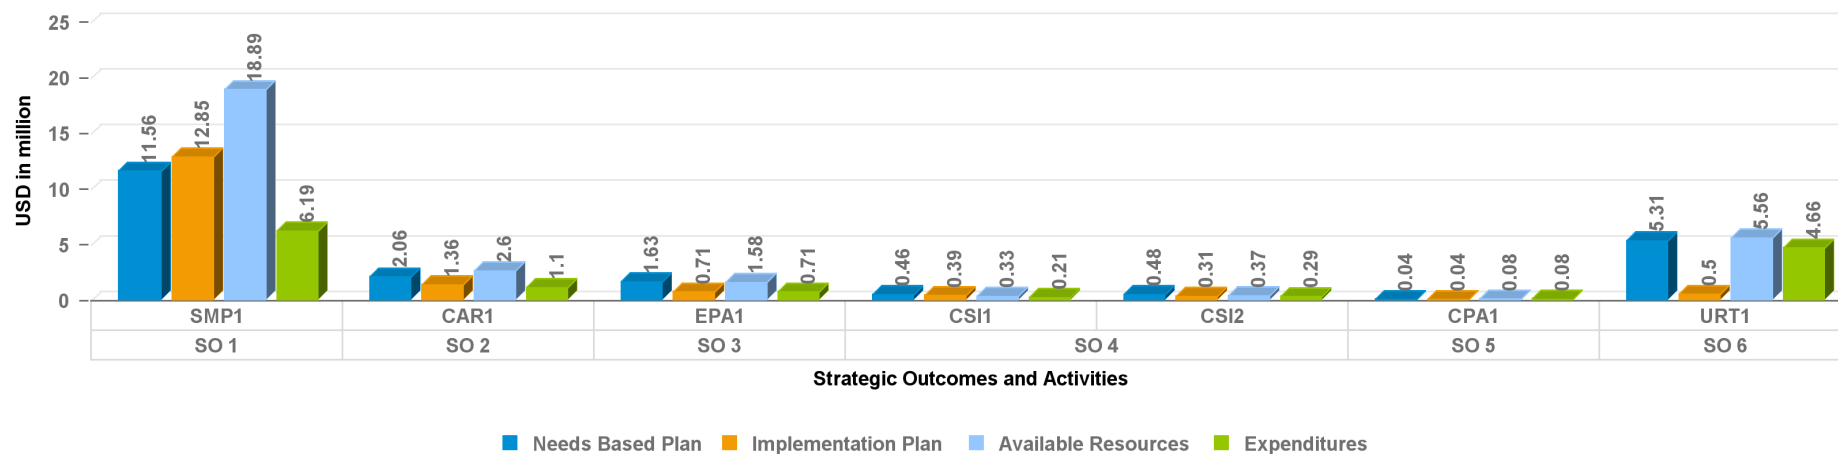 USD in million
25
20
15
10
5
0
11.56 12.85 18.89 6.19
2.06 1.36 2.6 1.1
1.63 0.71 1.58 0.71
0.46 0.39 0.33 0.21
0.48 0.31 0.37 0.29
0.04 0.04 0.08 0.08
5.31 0.5 5.56 4.66
SMP1 CAR1 EPA1 CSI1 CSI2 CPA1 URT1
SO 1 SO 2 SO 3 SO 4 SO 5 SO 6
Strategic Outcomes and Activities
Needs Based Plan Implementation Plan Available Resources Expenditures